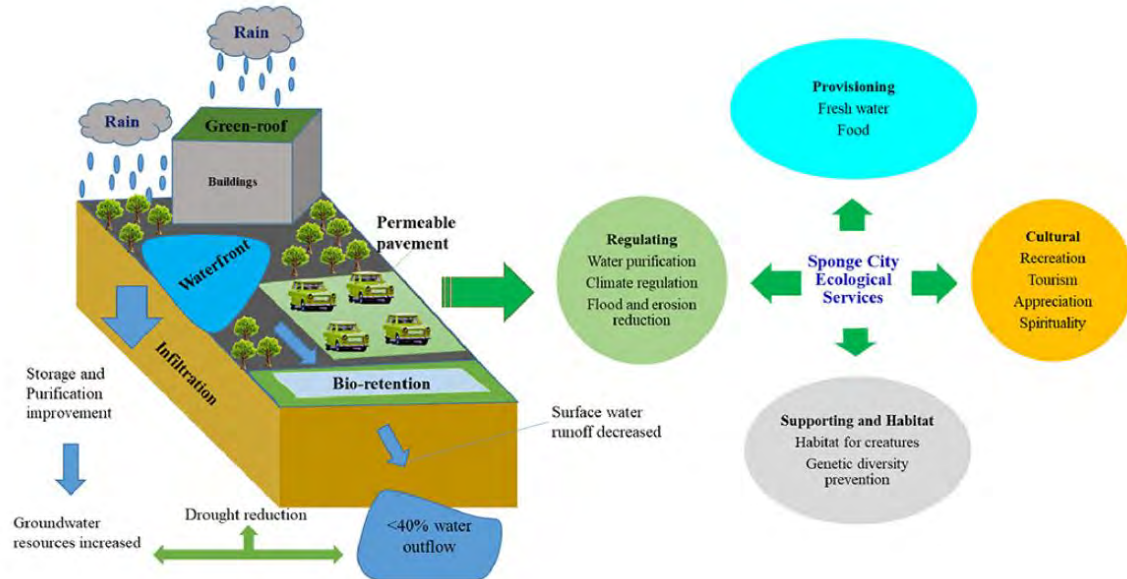 Rain
Rain
Green-roof
Buildings
Waterfront
Permeable
pavement
Infiltration
Bio-retention
Storage and
Purification
improvement
Surface water
runoff decreased
Groundwater
resources increased
Drought reduction
<40% water
outflow
Provisioning
Fresh water
Food
Regulating
Water purification
Climate regulation
Flood and erosion
reduction
Sponge City
Ecological
Services
Cultural
Recreation
Tourism
Appreciation
Spirituality
Supporting and Habitat
Habitat for creatures
Genetic diversity
prevention